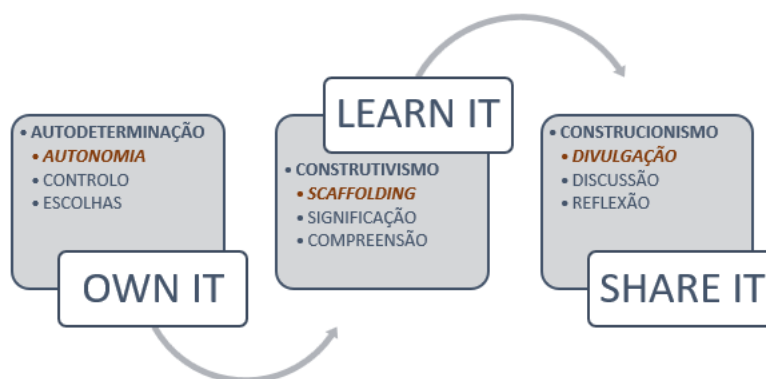 • AUTODETERMINAÇÃO
• AUTONOMIA
• CONTROLO
• ESCOLHAS
OWN IT
LEARN IT
• CONSTRUTIVISMO
• SCAFFOLDING
• SIGNIFICAÇÃO
• COMPREENSÃO
• CONSTRUCIONISMO
• DIVULGAÇÃO
• DISCUSSÃO
• REFLEXÃO
SHARE IT